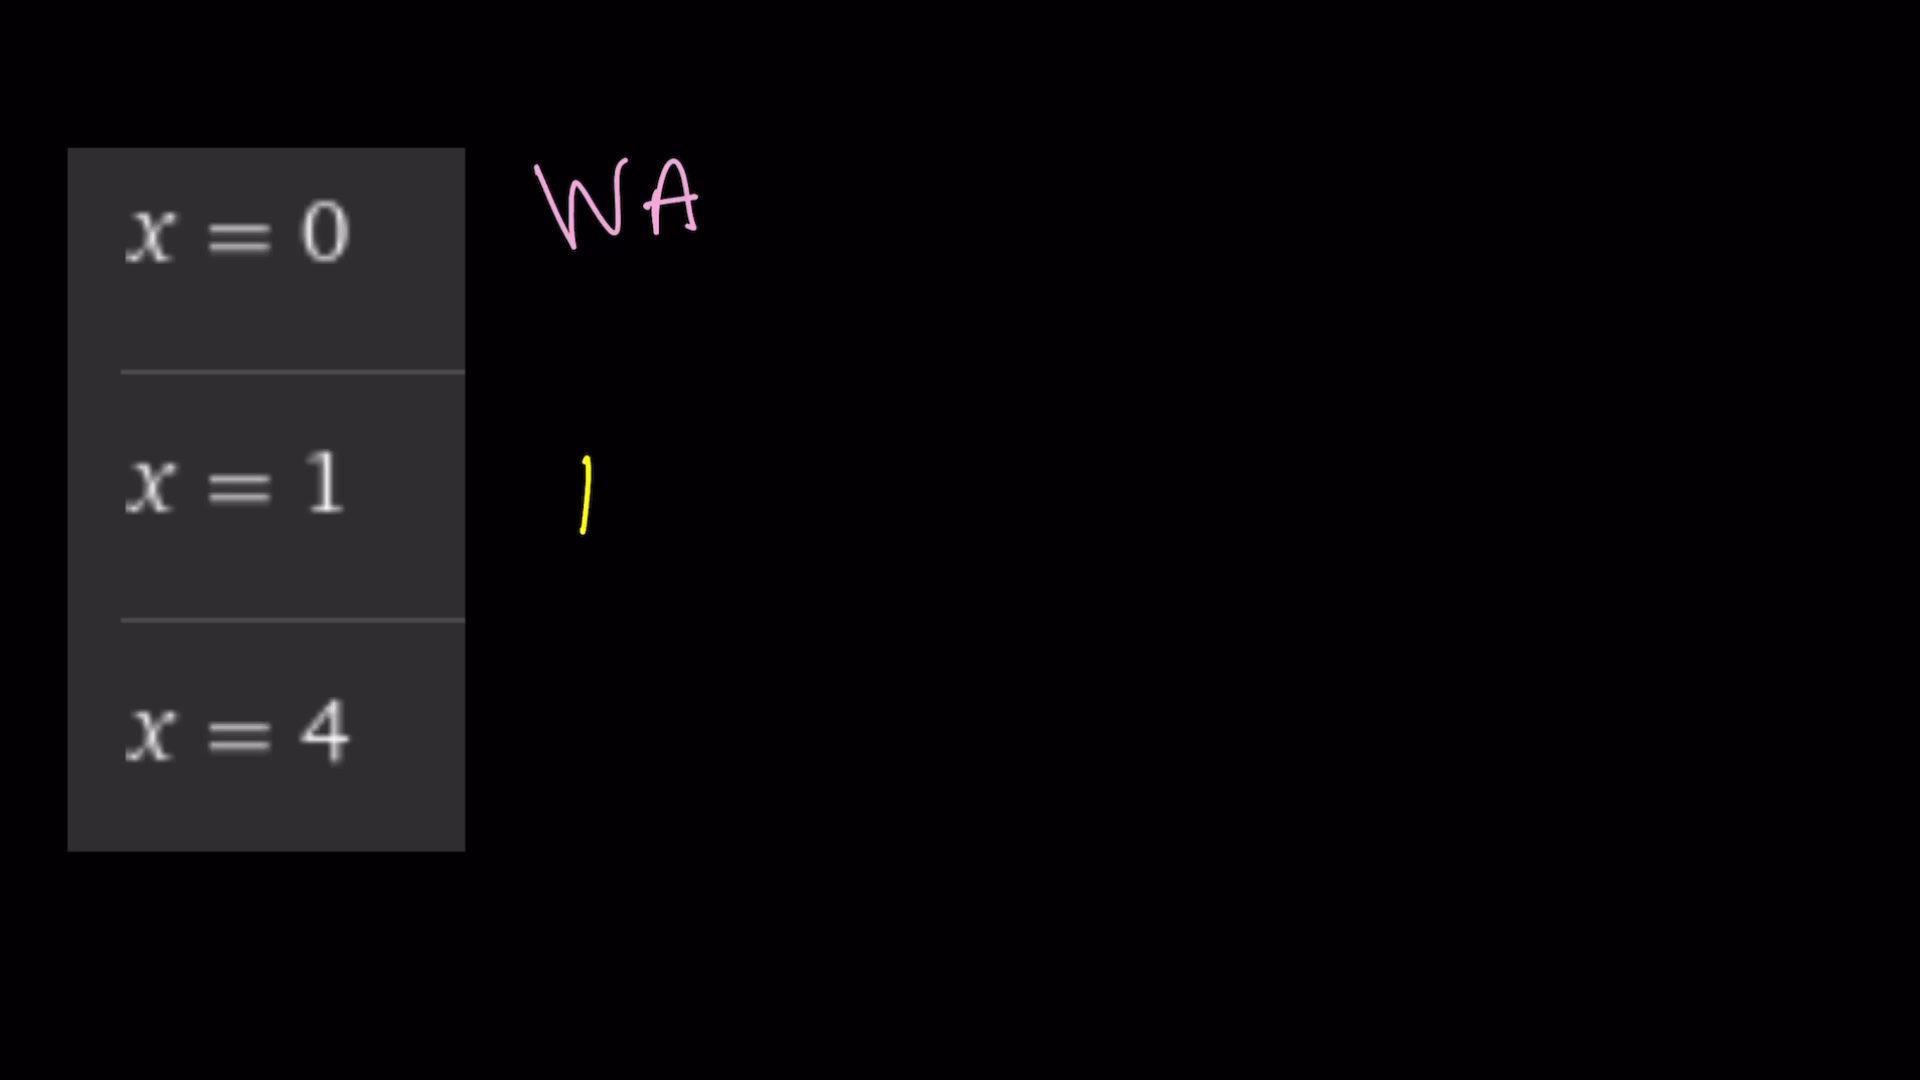 x = 0 WA
x = 1 1
x = 4